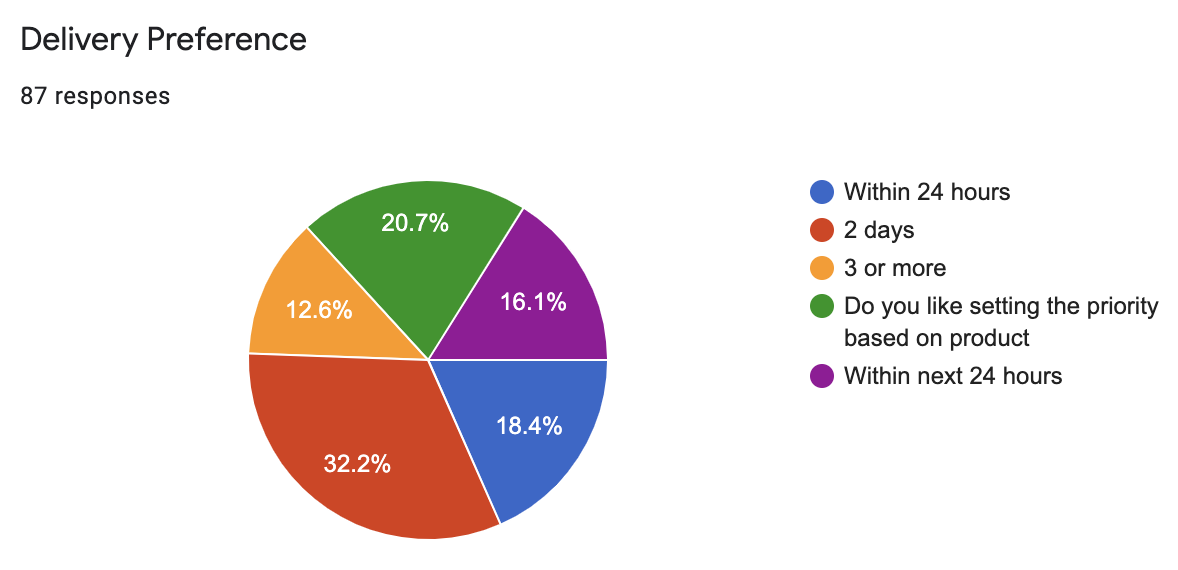 Delivery Preference
87 responses
20.7%
16.1%
12.6%
18.4%
32.2%
Within 24 hours
2 days
3 or more
Do you like setting the priority
based on product
Within next 24 hours